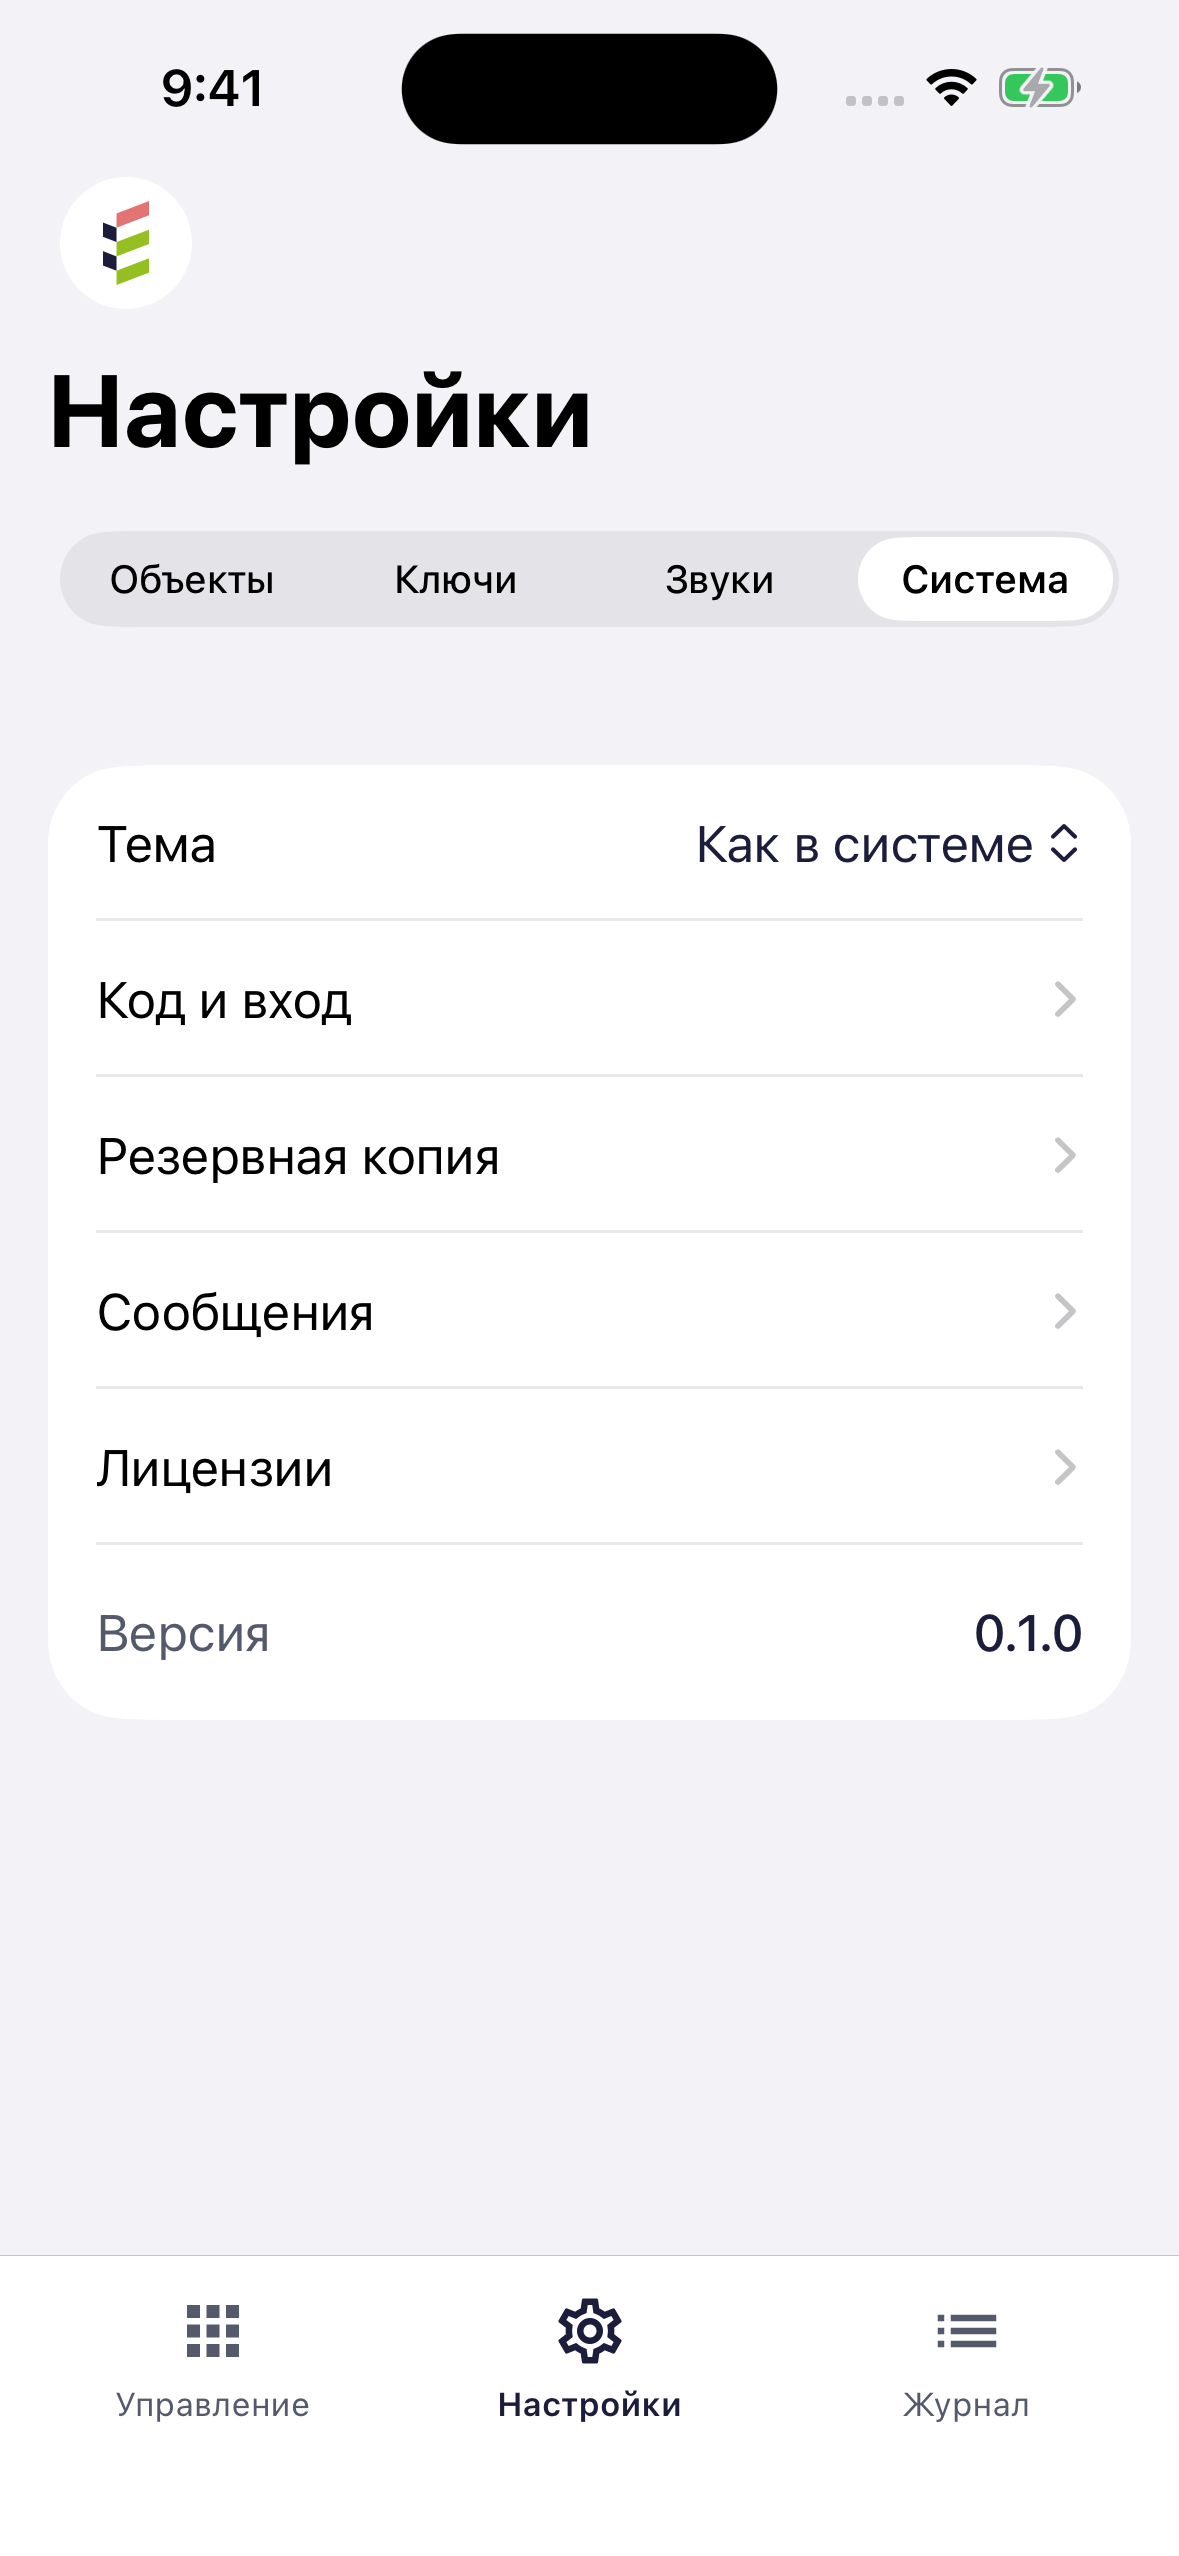 9:41
Настройки
Объекты Ключи Звуки Система
Тема Как в системе
Код и вход
Резервная копия
Сообщения
Лицензии
Версия 0.1.0
Управление Настройки Журнал